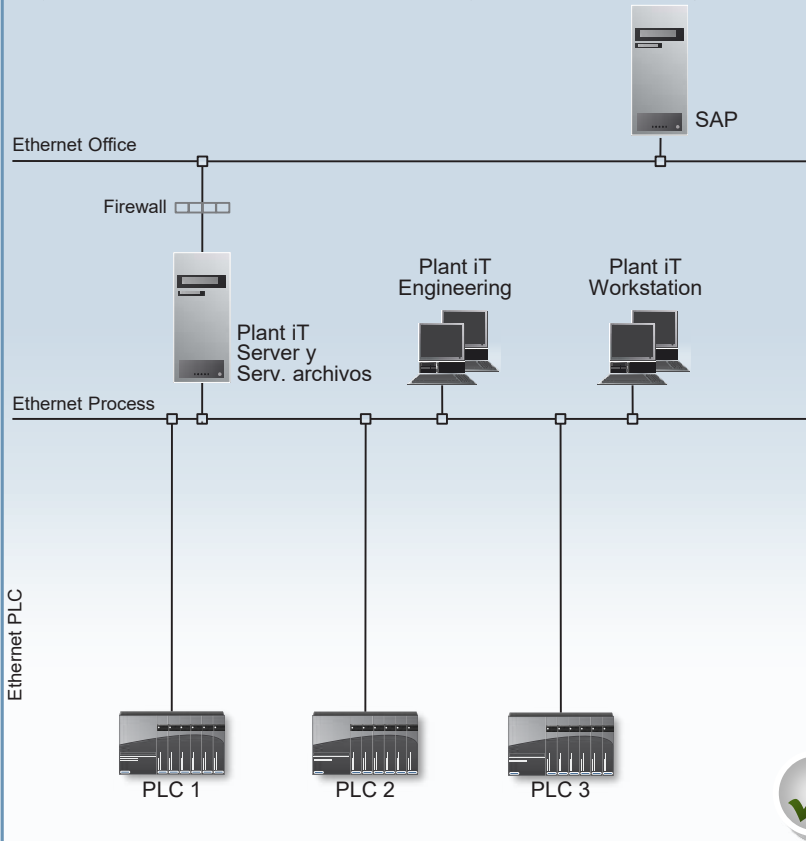 SAP
Ethernet Office
Firewall
Plant iT
Engineering
Plant iT
Workstation
Plant iT
Server y
Serv. archivos
Ethernet Process
Ethernet PLC
PLC 1
PLC 2
PLC 3